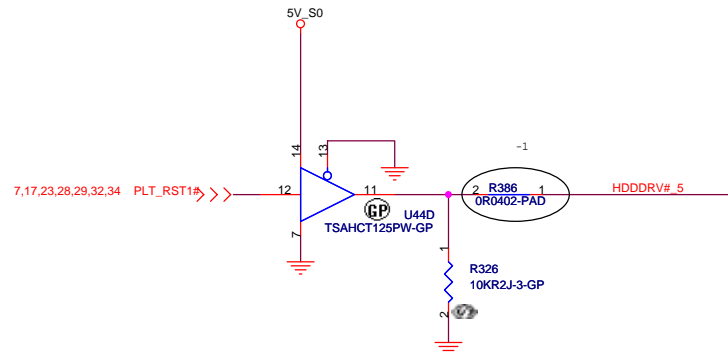 5V_S0
14
13
-1
7,17,23,28,29,32,34 PLT_RST1#
12
11
2
R386
1
HDDDRV#_5
0R0402-PAD
GP
U44D
TSAHCT125PW-GP
7
1
R326
10KR2J-3-GP
2